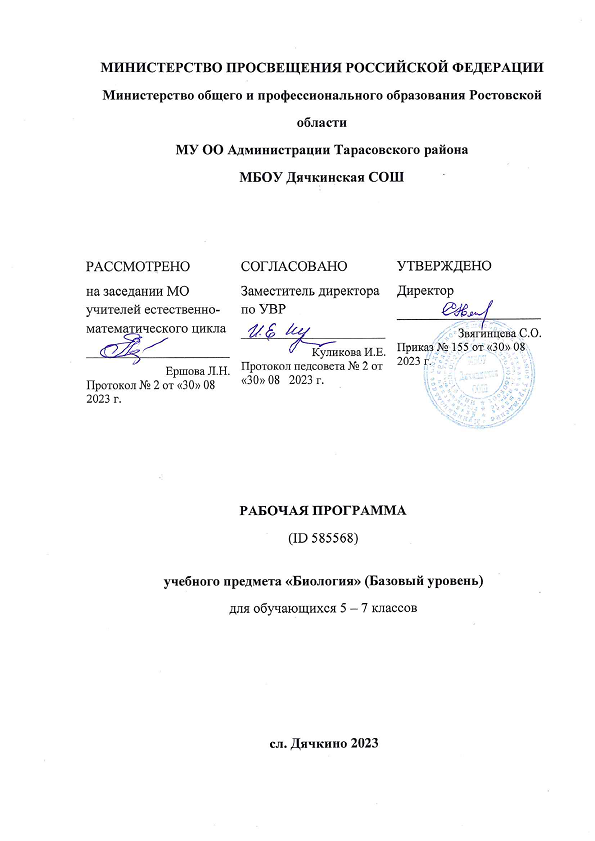 МИНИСТЕРСТВО ПРОСВЕЩЕНИЯ РОССИЙСКОЙ ФЕДЕРАЦИИ
Министерство общего и профессионального образования Ростовской
области
МУ ОО Администрации Тарасовского района
МБОУ Дячкинская СОШ
РАССМОТРЕНО
на заседании МО
учителей естественно-
математического цикла
Ершова Л.Н.
Протокол № 2 от «30» 08
2023 г.
СОГЛАСОВАНО
Заместитель директора
по УВР
Куликова И.Е.
Протокол педсовета № 2 от
«30» 08 2023 г.
УТВЕРЖДЕНО
Директор
Звягинцева С.О.
Приказ № 155 от «30» 08
2023 г.
РАБОЧАЯ ПРОГРАММА
(ID 585568)
учебного предмета «Биология» (Базовый уровень)
для обучающихся 5 – 7 классов
сл. Дячкино 2023